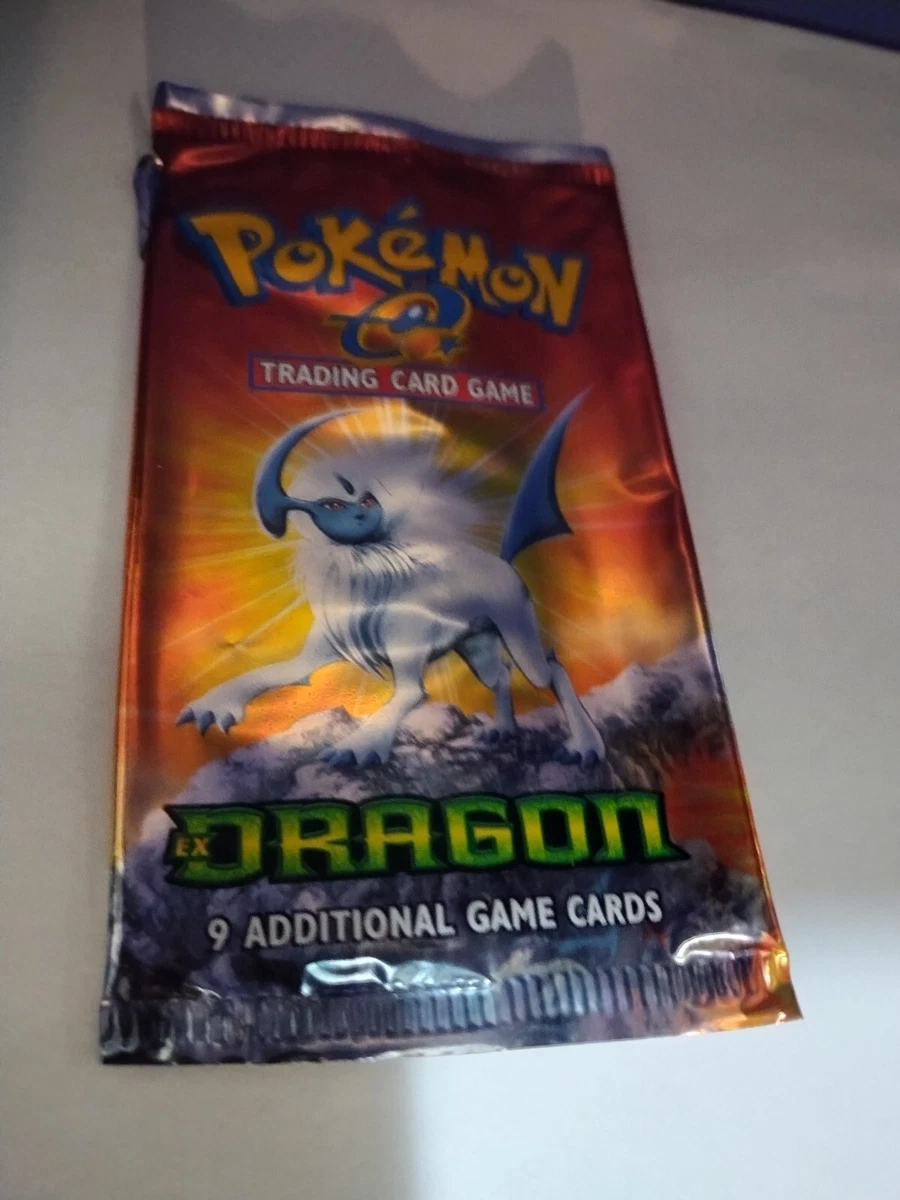 POKéMON
e
TRADING CARD GAME
EX DRAGON
9 ADDITIONAL GAME CARDS